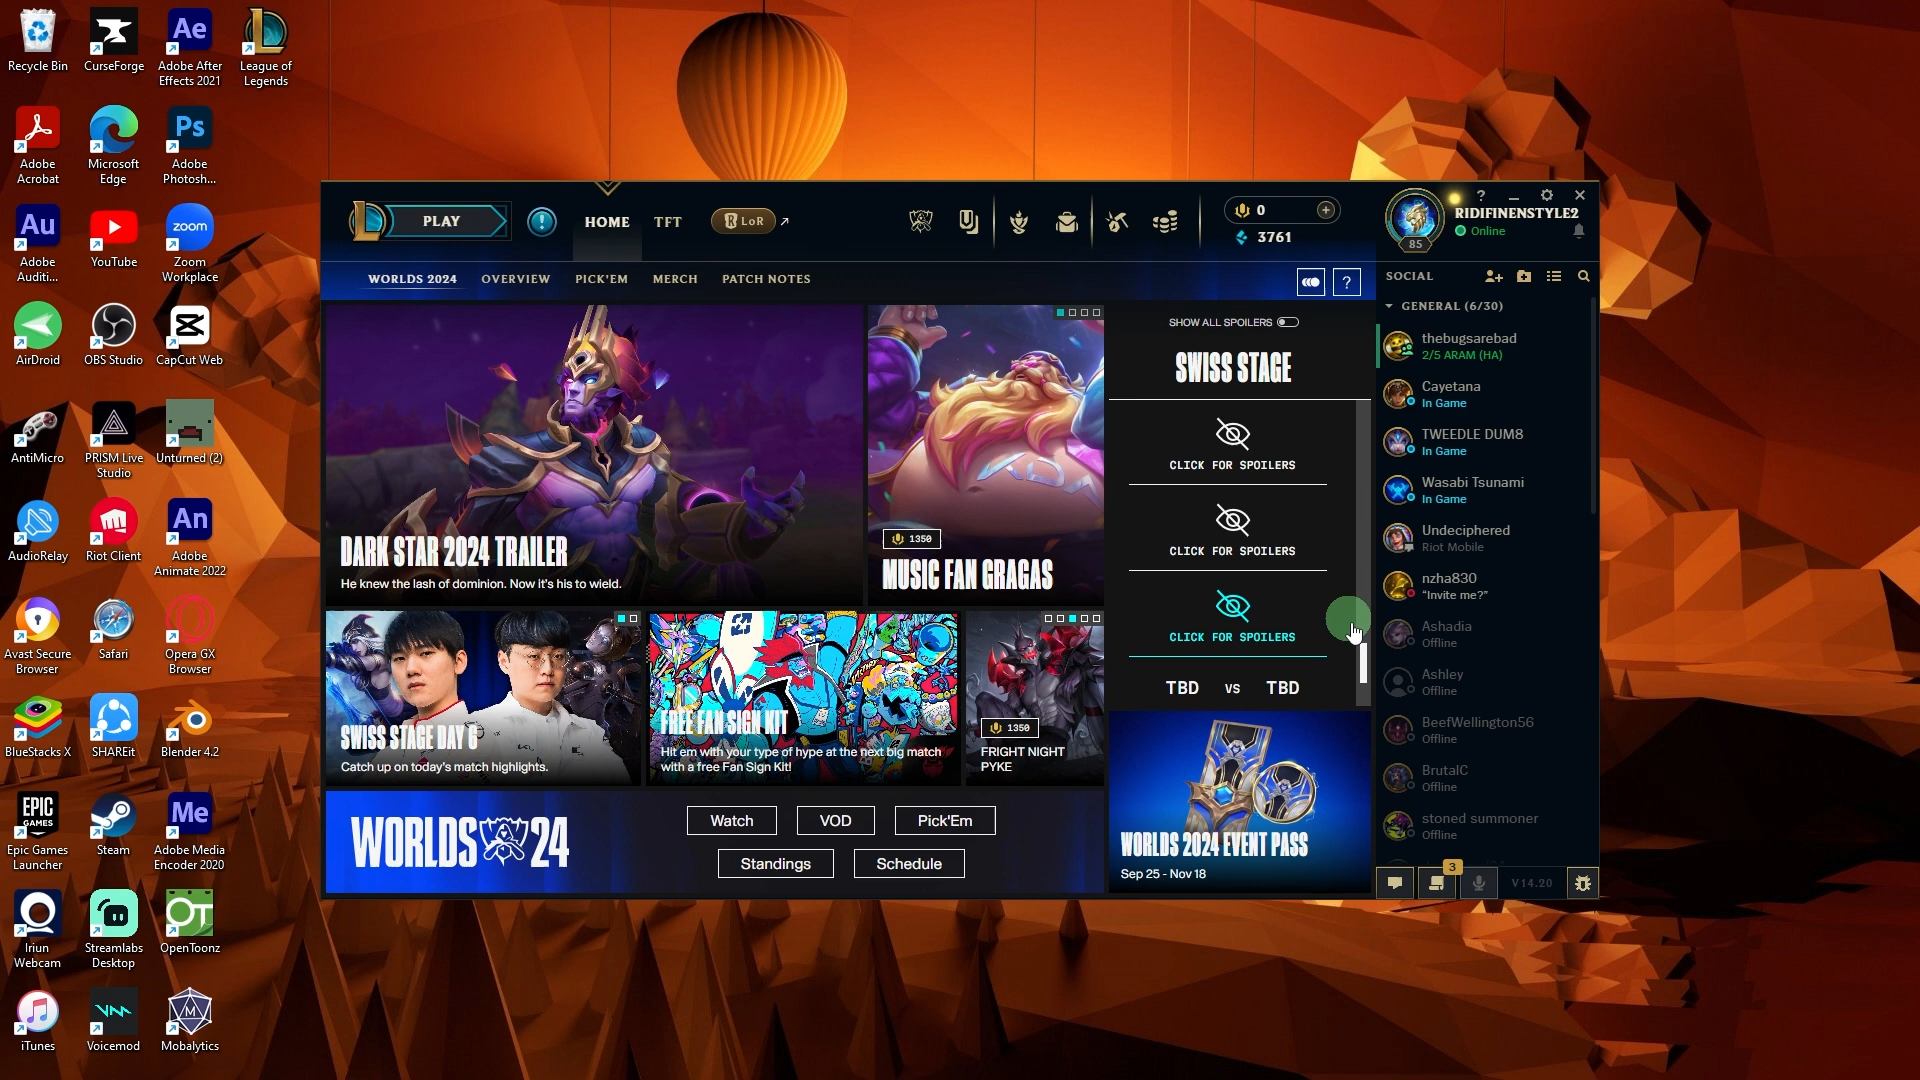 Recycle Bin
CurseForge
Adobe After
Effects 2021
League of
Legends
Adobe
Acrobat
Microsoft
Edge
Adobe
Photosh...
Adobe
Auditi...
YouTube
zoom
Zoom
Workplace
AirDroid
OBS Studio
CapCut Web
AntiMicro
PRISM Live
Studio
Unturned (2)
AudioRelay
Riot Client
Adobe
Animate 2022
Avast Secure
Browser
Safari
Opera GX
Browser
BlueStacks X
SHAREit
Blender 4.2
EPIC
GAMES
Epic Games
Launcher
Steam
Adobe Media
Encoder 2020
Iriun
Webcam
Streamlabs
Desktop
OpenToonz
iTunes
Voicemod
Mobalytics
Ae
Ps
Au
An
Me
OT
M
PLAY
HOME
TFT
LoR
0
3761
85
?
RIDIFINENSTYLE2
Online
WORLDS 2024
OVERVIEW
PICK'EM
MERCH
PATCH NOTES
?
DARK STAR 2024 TRAILER
He knew the lash of dominion. Now it's his to wield.
1350
MUSIC FAN GRAGAS
SWISS STAGE DAY 6
Catch up on today's match highlights.
FREE FAN SIGN KIT
Hit em with your type of hype at the next big match
with a free Fan Sign Kit!
1350
FRIGHT NIGHT
PYKE
WORLDS 24
Watch
VOD
Pick'Em
Standings
Schedule
SHOW ALL SPOILERS
SWISS STAGE
CLICK FOR SPOILERS
CLICK FOR SPOILERS
CLICK FOR SPOILERS
TBD VS TBD
WORLDS 2024 EVENT PASS
Sep 25 - Nov 18
SOCIAL
GENERAL (6/30)
thebugsarebad
2/5 ARAM (HA)
Cayetana
In Game
TWEEDLE DUM8
In Game
Wasabi Tsunami
In Game
Undeciphered
Riot Mobile
nzha830
“Invite me?”
Ashadia
Offline
Ashley
Offline
BeefWellington56
Offline
BrutalC
Offline
stoned summoner
Offline
3
V14.20